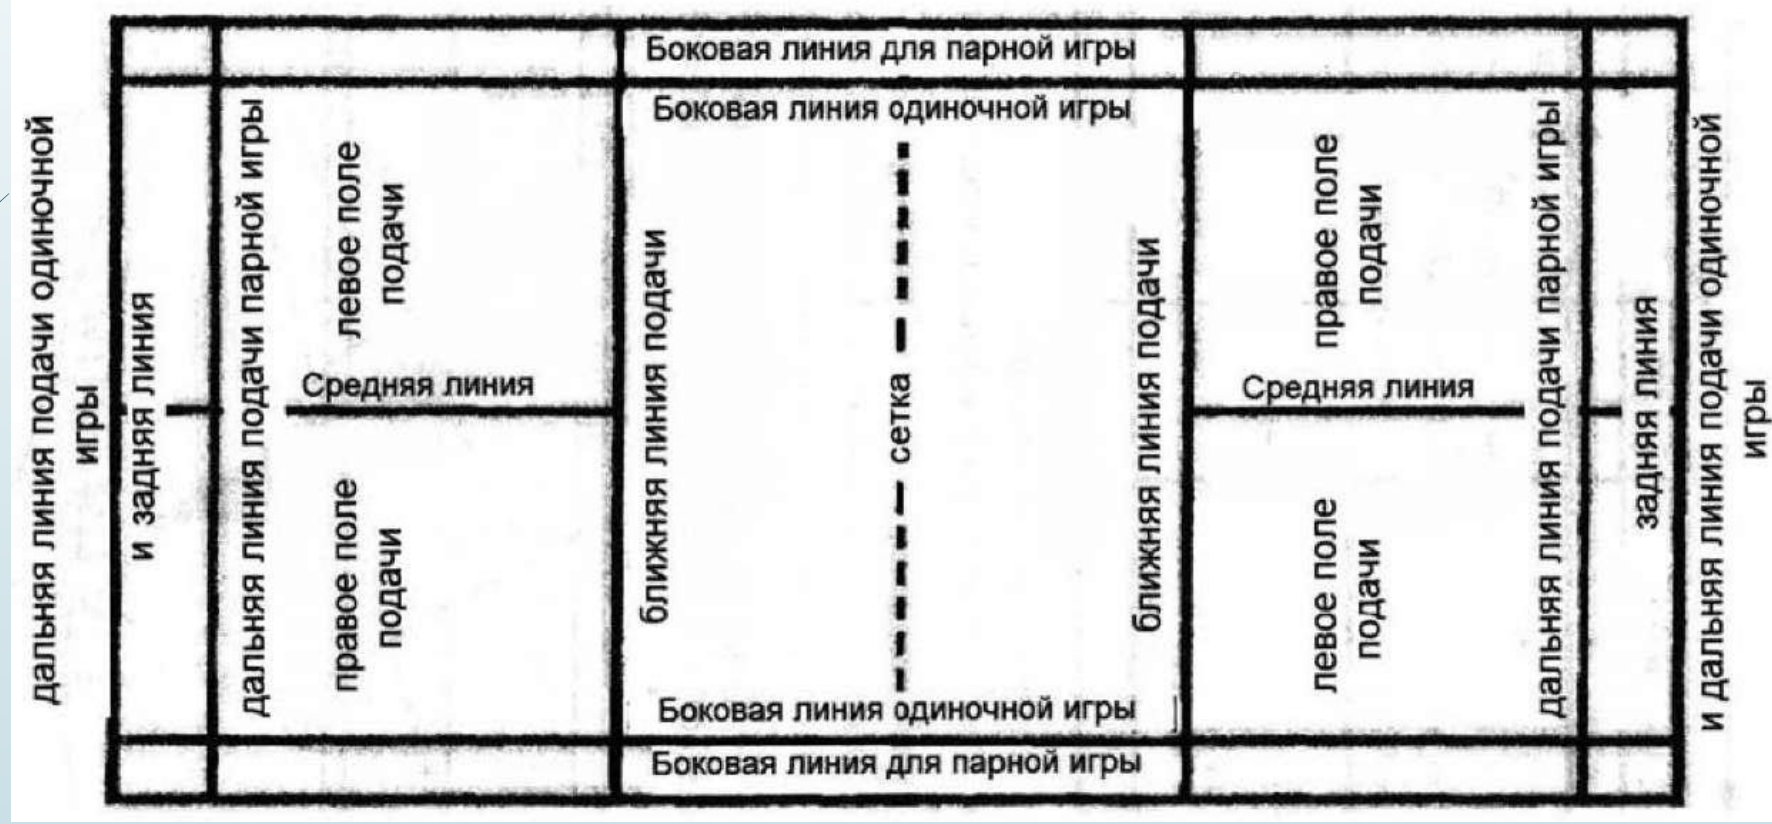 Боковая линия для парной игры
Боковая линия одиночной игры
дальняя линия подачи одиночной
игры
и задняя линия
дальняя линия подачи парной игры
левое поле
подачи
Средняя линия
правое поле
подачи
ближняя линия подачи
сетка
ближняя линия подачи
правое поле
подачи
Средняя линия
левое поле
подачи
дальняя линия подачи парной игры
задняя линия
и дальняя линия подачи одиночной
игры
Боковая линия одиночной игры
Боковая линия для парной игры